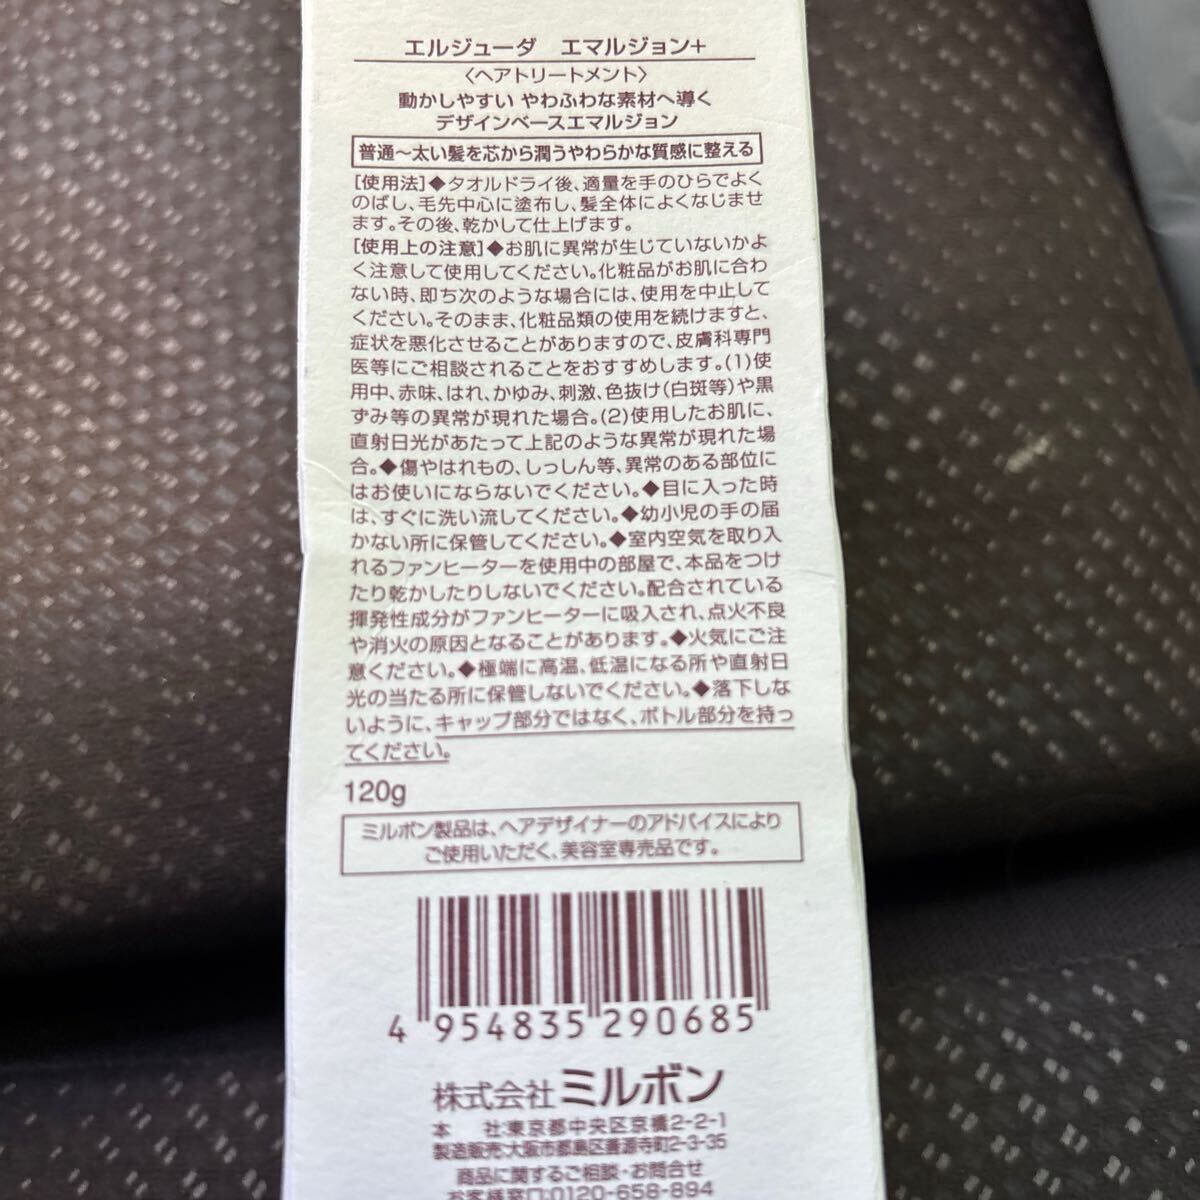 エルジューダ　エマルジョン+
〈ヘアトリートメント〉
動かしやすい やわふわな素材へ導く
デザインベースエマルジョン
普通〜太い髪を芯から潤うやわらかな質感に整える
[使用法]◆タオルドライ後、適量を手のひらでよく
のばし、毛先中心に塗布し、髪全体によくなじませ
ます。その後、乾かして仕上げます。
[使用上の注意]◆お肌に異常が生じていないかよ
く注意して使用してください。化粧品がお肌に合わ
ない時、即ち次のような場合には、使用を中止して
ください。そのまま、化粧品類の使用を続けますと、
症状を悪化させることがありますので、皮膚科専門
医等にご相談されることをおすすめします。(1)使
用中、赤味、はれ、かゆみ、刺激、色抜け(白斑等)や黒
ずみ等の異常が現れた場合。(2)使用したお肌に、
直射日光があたって上記のような異常が現れた場
合。◆傷やはれもの、しっしん等、異常のある部位に
はお使いにならないでください。◆目に入った時
は、すぐに洗い流してください。◆幼小児の手の届
かない所に保管してください。◆室内空気を取り入
れるファンヒーターを使用中の部屋で、本品をつけ
たり乾かしたりしないでください。配合されている
揮発性成分がファンヒーターに吸入され、点火不良
や消火の原因となることがあります。◆火気にご注
意ください。◆極端に高温、低温になる所や直射日
光の当たる所に保管しないでください。◆落下しな
いように、キャップ部分ではなく、ボトル部分を持っ
てください。
120g
ミルボン製品は、ヘアデザイナーのアドバイスにより
ご使用いただく、美容室専売品です。
4 954835 290685
株式会社ミルボン
本　社:東京都中央区京橋2-2-1
製造販売:大阪市都島区善源寺町2-3-35
商品に関するご相談・お問合せ
お客様窓口:0120-658-894